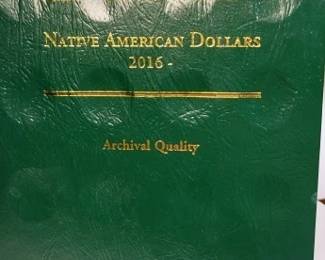 Native American Dollars
2016 -
Archival Quality